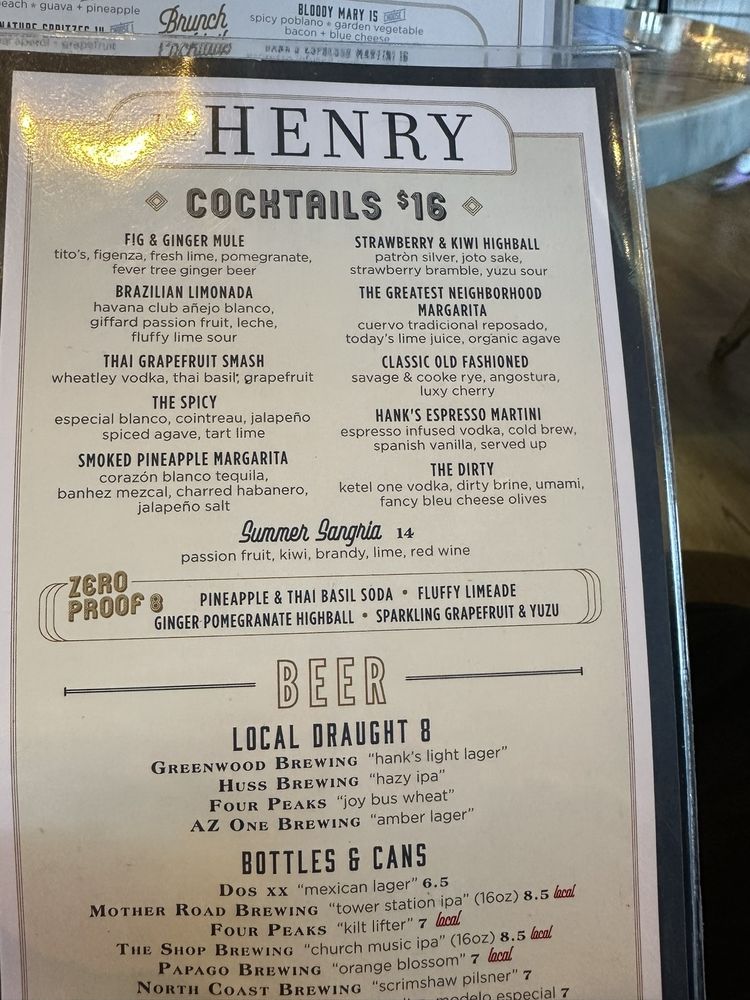 peach * guava + pineapple
Brunch
BLOODY MARY 15
spicy poblano * garden vegetable
bacon + blue cheese
HENRY
COCKTAILS $16
FIG & GINGER MULE
tito's, figenza, fresh lime, pomegranate,
fever tree ginger beer
BRAZILIAN LIMONADA
havana club añejo blanco,
giffard passion fruit, leche,
fluffy lime sour
THAI GRAPEFRUIT SMASH
wheatley vodka, thai basil, grapefruit
THE SPICY
especial blanco, cointreau, jalapeño
spiced agave, tart lime
SMOKED PINEAPPLE MARGARITA
corazón blanco tequila,
banhez mezcal, charred habanero,
jalapeño salt
STRAWBERRY & KIWI HIGHBALL
patròn silver, joto sake,
strawberry bramble, yuzu sour
THE GREATEST NEIGHBORHOOD
MARGARITA
cuervo tradicional reposado,
today's lime juice, organic agave
CLASSIC OLD FASHIONED
savage & cooke rye, angostura,
luxy cherry
HANK'S ESPRESSO MARTINI
espresso infused vodka, cold brew,
spanish vanilla, served up
THE DIRTY
ketel one vodka, dirty brine, umami,
fancy bleu cheese olives
Summer Sangria 14
passion fruit, kiwi, brandy, lime, red wine
ZERO
PROOF 8
PINEAPPLE & THAI BASIL SODA • FLUFFY LIMEADE
GINGER POMEGRANATE HIGHBALL • SPARKLING GRAPEFRUIT & YUZU
BEER
LOCAL DRAUGHT 8
GREENWOOD BREWING "hank's light lager"
HUSS BREWING "hazy ipa"
FOUR PEAKS "joy bus wheat"
AZ ONE BREWING "amber lager"
BOTTLES & CANS
DOS XX "mexican lager" 6.5
MOTHER ROAD BREWING "tower station ipa" (16oz) 8.5 local
FOUR PEAKS "kilt lifter" 7 local
THE SHOP BREWING "church music ipa" (16oz) 8.5 local
PAPAGO BREWING "orange blossom" 7 local
NORTH COAST BREWING "scrimshaw pilsner" 7
modelo especial 7